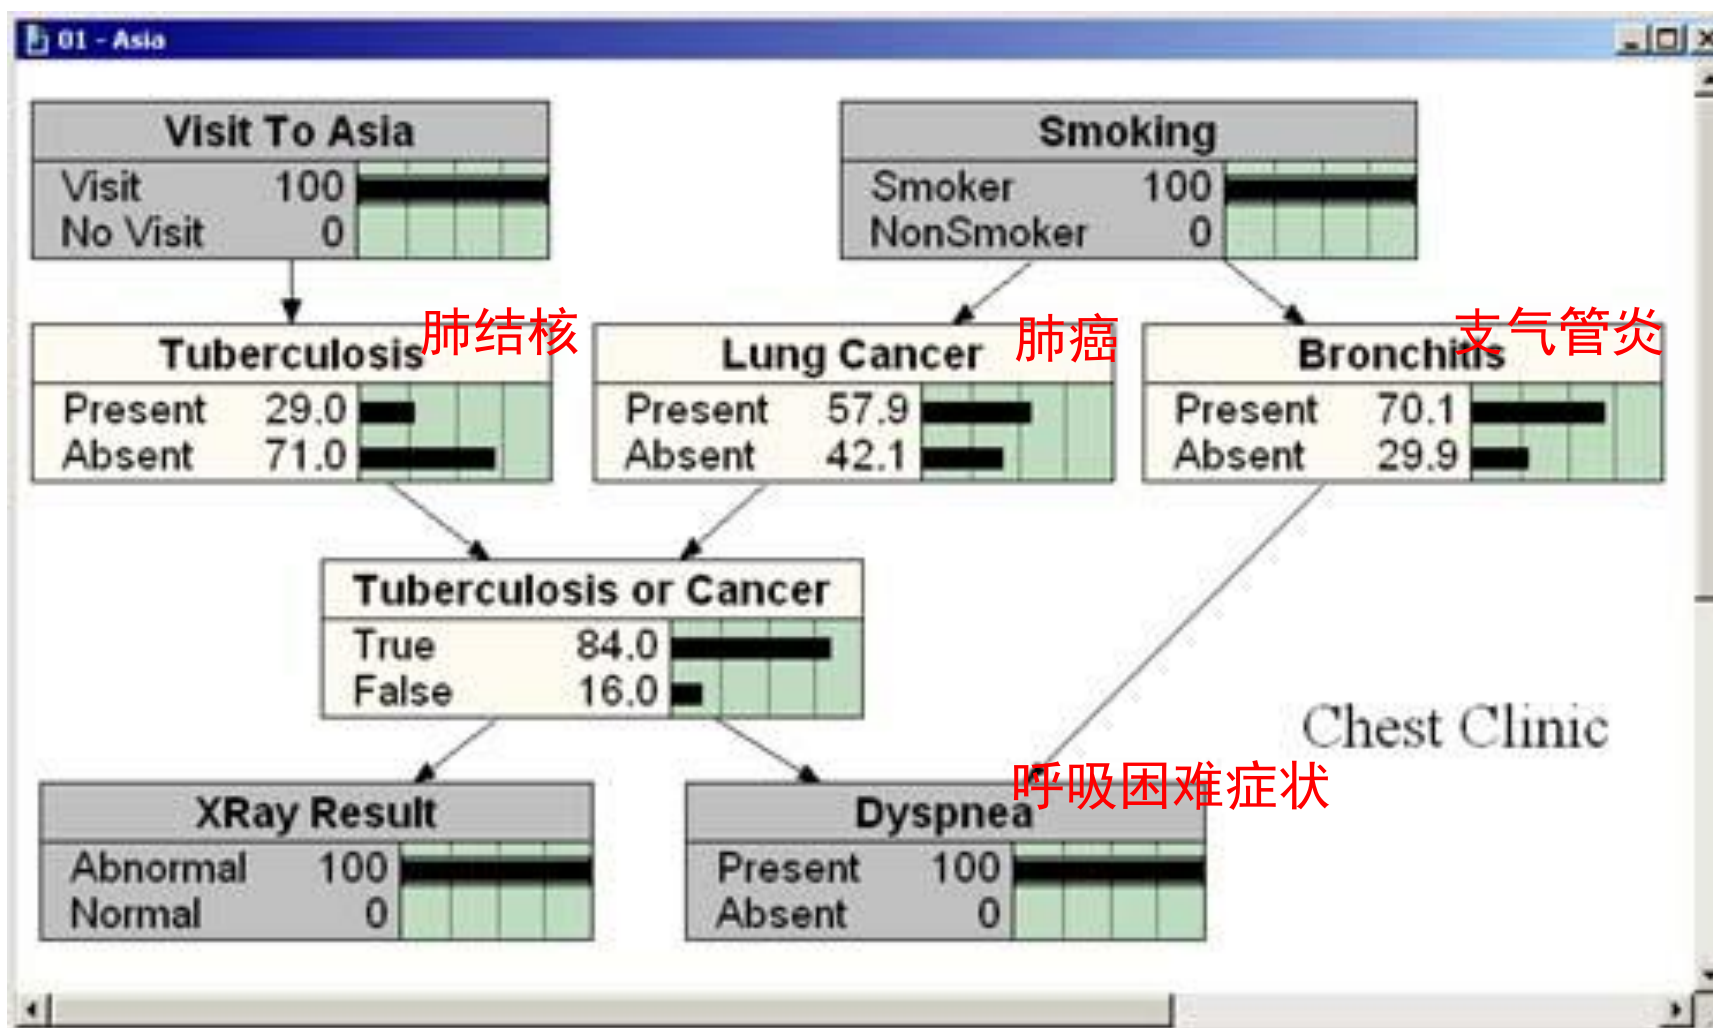 01 - Asia
Visit To Asia
Visit 100
No Visit 0
Smoking
Smoker 100
NonSmoker 0
Tuberculosis 肺结核
Present 29.0
Absent 71.0
Lung Cancer 肺癌
Present 57.9
Absent 42.1
Bronchitis 支气管炎
Present 70.1
Absent 29.9
Tuberculosis or Cancer
True 84.0
False 16.0
Chest Clinic
XRay Result
Abnormal 100
Normal 0
Dyspnea 呼吸困难症状
Present 100
Absent 0